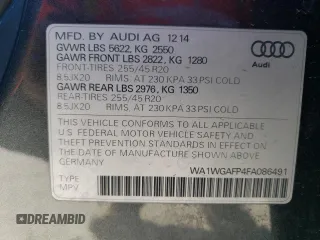 MFD. BY AUDI AG 12 14
GVWR LBS 5622, KG 2550
GAWR FRONT LBS 2822, KG 1280
FRONT-TIRES 255/45 R20
8.5JX20 RIMS AT 230 KPA 33 PSI COLD
GAWR REAR LBS 2976, KG 1350
REAR-TIRES 255/45 R20
8.5JX20 RIMS AT 230 KPA 33 PSI COLD
Audi
THIS VEHICLE CONFORMS TO ALL APPLICABLE
U.S. FEDERAL MOTOR VEHICLE SAFETY AND
THEFT PREVENTION STANDARDS IN EFFECT ON
THE DATE OF MANUFACTURE SHOWN ABOVE.
WA1WGAFP4FA086491
TYPE:
MPV
DREAMBID